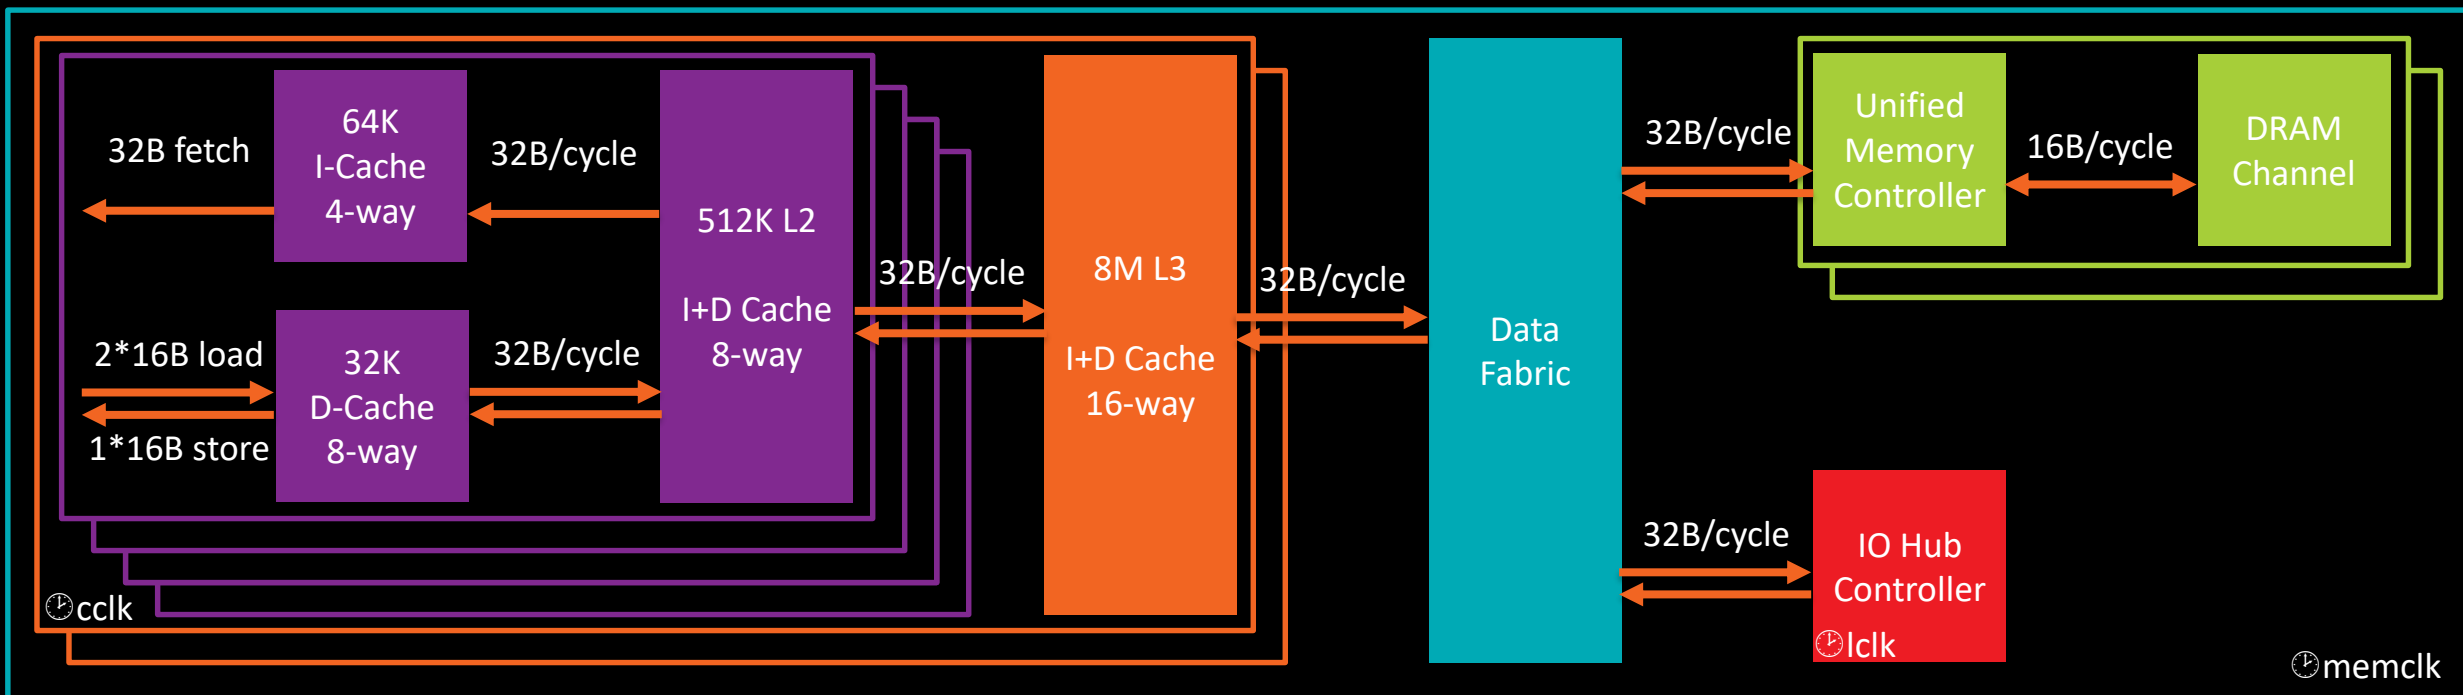 32B fetch
64K
I-Cache
4-way
32B/cycle
2*16B load
1*16B store
32K
D-Cache
8-way
32B/cycle
512K L2
I+D Cache
8-way
32B/cycle
8M L3
I+D Cache
16-way
cclk
32B/cycle
Data
Fabric
32B/cycle
Unified
Memory
Controller
16B/cycle
DRAM
Channel
32B/cycle
IO Hub
Controller
lclk
memclk